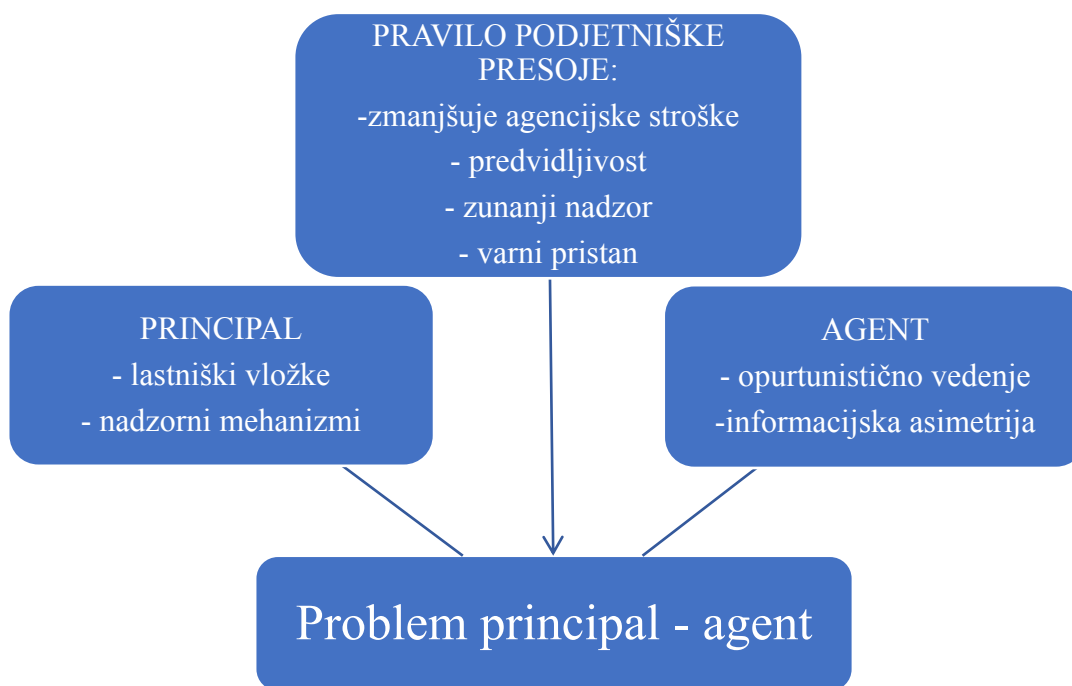 PRAVILO PODJETNIŠKE
PRESOJE:
-zmanjšuje agencijske stroške
- predvidljivost
- zunanji nadzor
- varni pristan
PRINCIPAL
- lastniški vložke
- nadzorni mehanizmi
AGENT
- opurtunistično vedenje
-informacijska asimetrija
Problem principal - agent